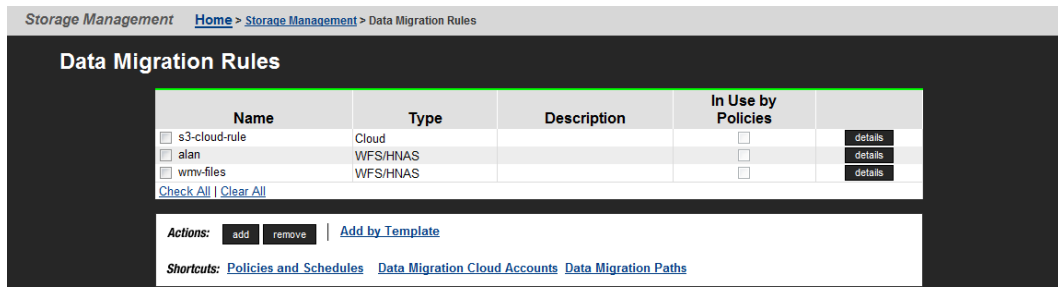 Storage Management Home > Storage Management > Data Migration Rules
Data Migration Rules
Name Type Description In Use by Policies
s3-cloud-rule Cloud details
alan WFS/HNAS details
wmv-files WFS/HNAS details
Check All | Clear All
Actions: add remove | Add by Template
Shortcuts: Policies and Schedules Data Migration Cloud Accounts Data Migration Paths